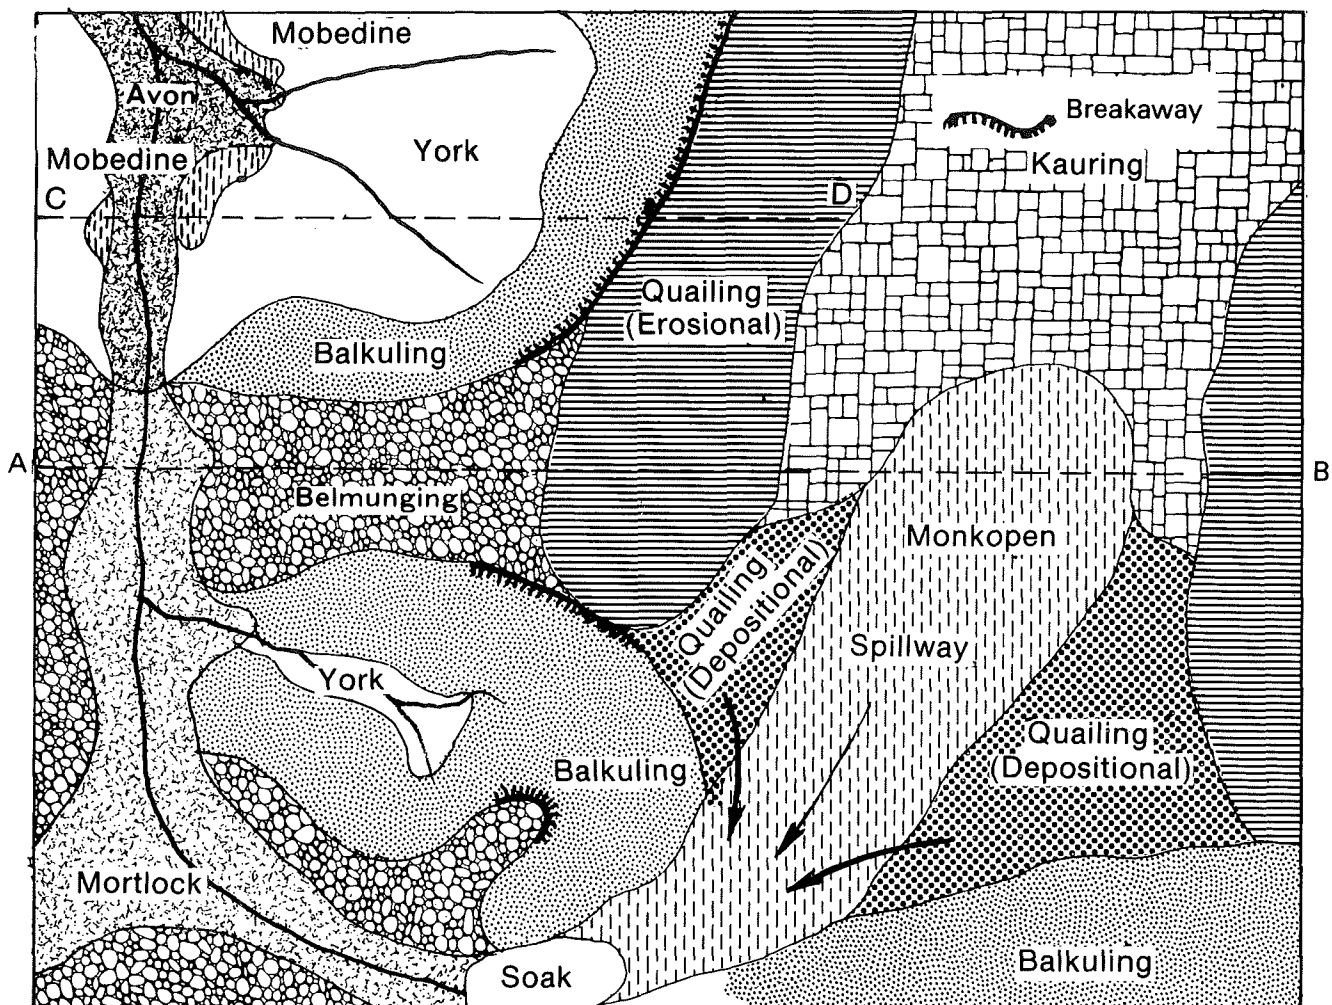 Mobedine
Avon
Breakaway
Mobedine
York
Kauring
C
D
Quailing
(Erosional)
Balkuling
A
B
Belmunging
Monkopen
Quailing
(Depositional)
Spillway
York
Quailing
(Depositional)
Balkuling
Mortlock
Soak
Balkuling